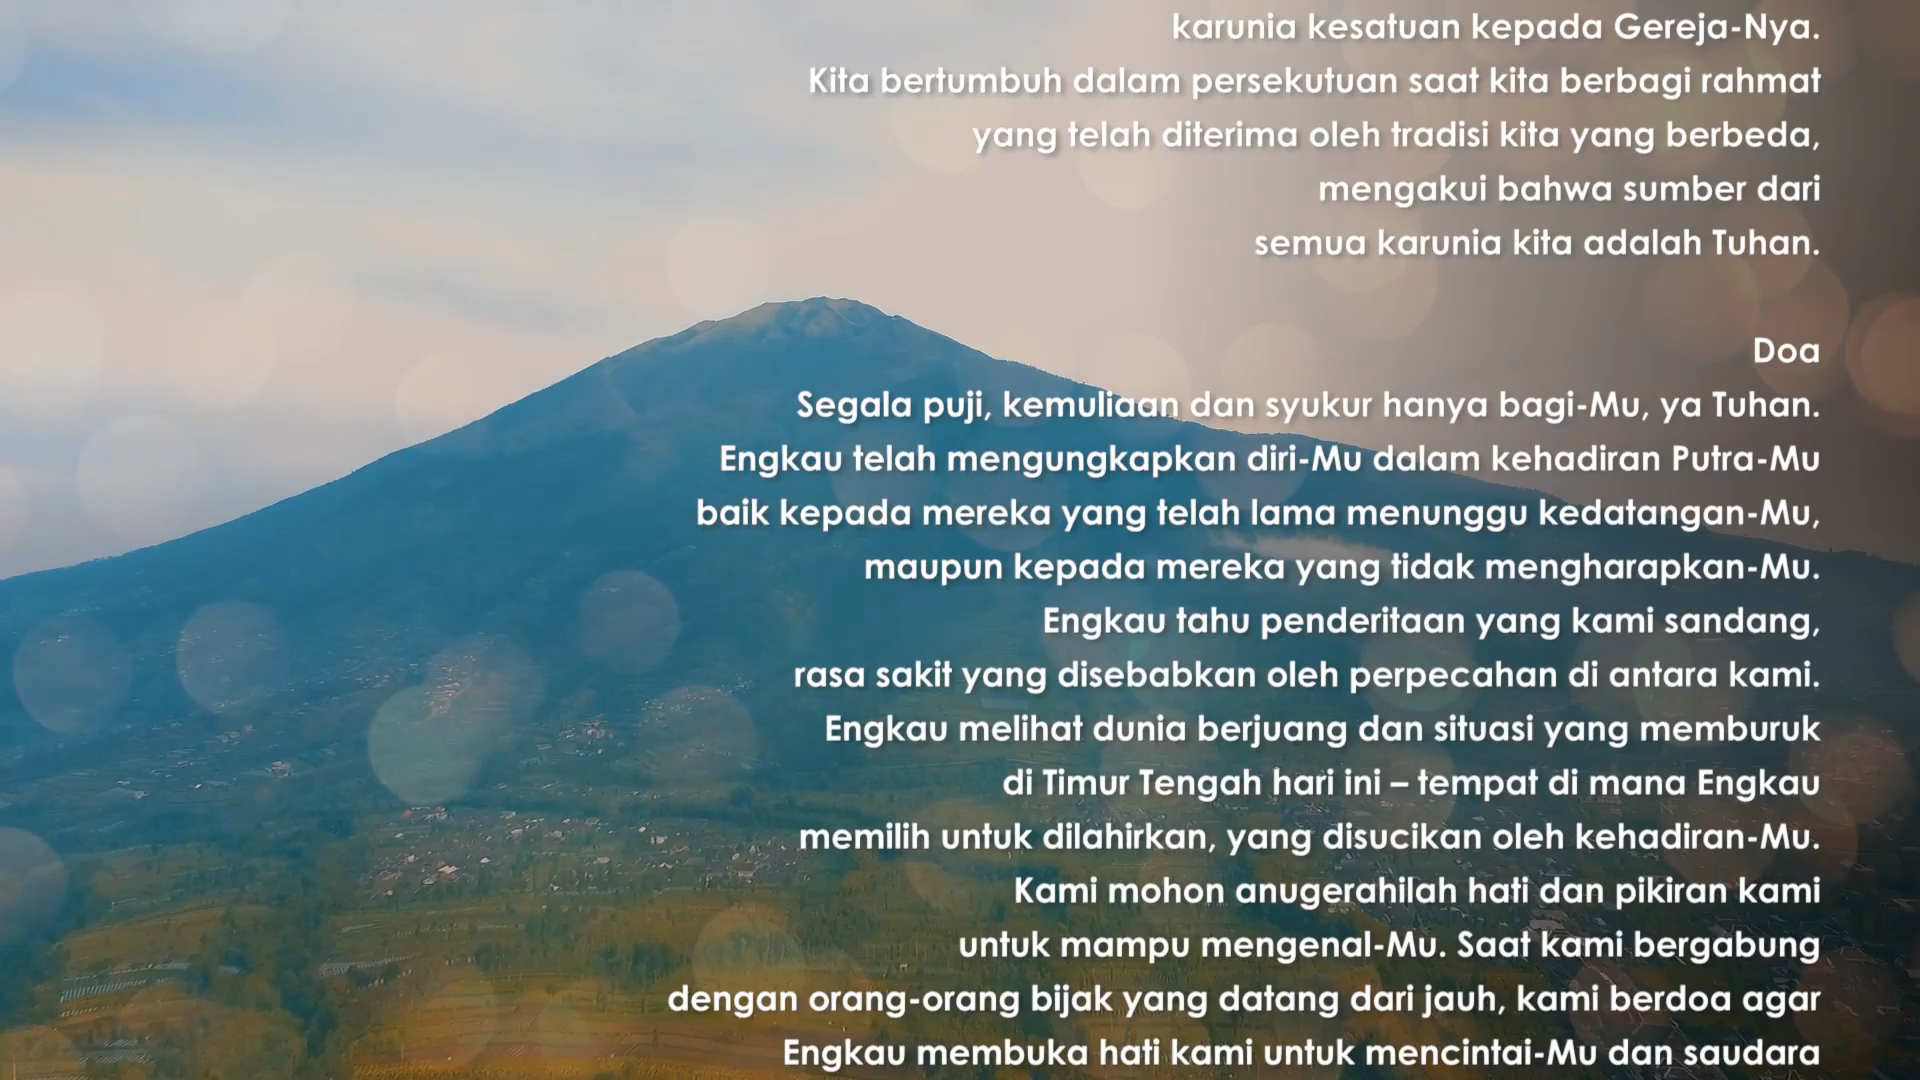 karunia kesatuan kepada Gereja-Nya.
Kita bertumbuh dalam persekutuan saat kita berbagi rahmat
yang telah diterima oleh tradisi kita yang berbeda,
mengakui bahwa sumber dari
semua karunia kita adalah Tuhan.
Doa
Segala puji, kemuliaan dan syukur hanya bagi-Mu, ya Tuhan.
Engkau telah mengungkapkan diri-Mu dalam kehadiran Putra-Mu
baik kepada mereka yang telah lama menunggu kedatangan-Mu,
maupun kepada mereka yang tidak mengharapkan-Mu.
Engkau tahu penderitaan yang kami sandang,
rasa sakit yang disebabkan oleh perpecahan di antara kami.
Engkau melihat dunia berjuang dan situasi yang memburuk
di Timur Tengah hari ini – tempat di mana Engkau
memilih untuk dilahirkan, yang disucikan oleh kehadiran-Mu.
Kami mohon anugerahilah hati dan pikiran kami
untuk mampu mengenal-Mu. Saat kami bergabung
dengan orang-orang bijak yang datang dari jauh, kami berdoa agar
Engkau membuka hati kami untuk mencintai-Mu dan saudara